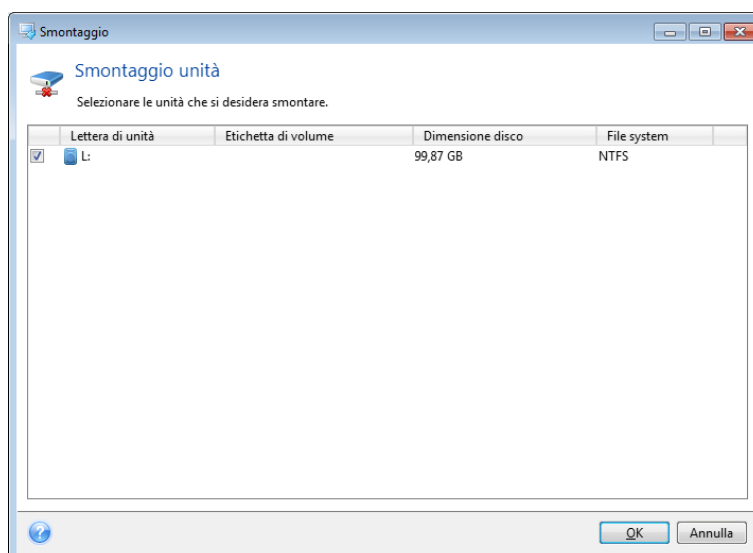 Smontaggio
Smontaggio unità
Selezionare le unità che si desidera smontare.
Lettera di unità Etichetta di volume Dimensione disco File system
L: 99,87 GB NTFS
? OK Annulla